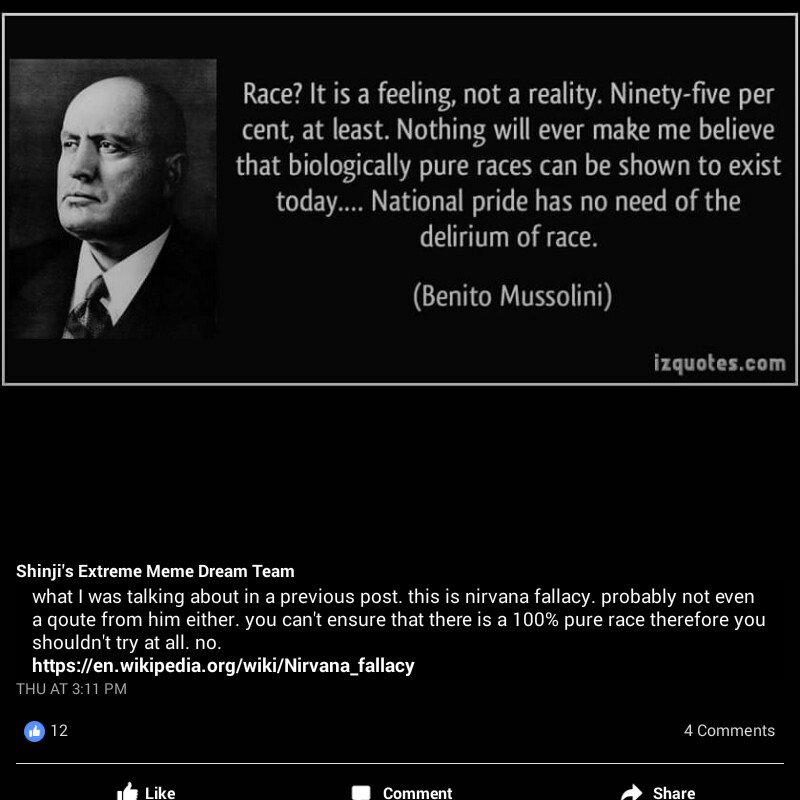 Race? It is a feeling, not a reality. Ninety-five per
cent, at least. Nothing will ever make me believe
that biologically pure races can be shown to exist
today.... National pride has no need of the
delirium of race.
(Benito Mussolini)
izquotes.com
Shinji's Extreme Meme Dream Team
what I was talking about in a previous post. this is nirvana fallacy. probably not even
a qoute from him either. you can't ensure that there is a 100% pure race therefore you
shouldn't try at all. no.
https://en.wikipedia.org/wiki/Nirvana_fallacy
THU AT 3:11 PM
12 4 Comments
Like Comment Share